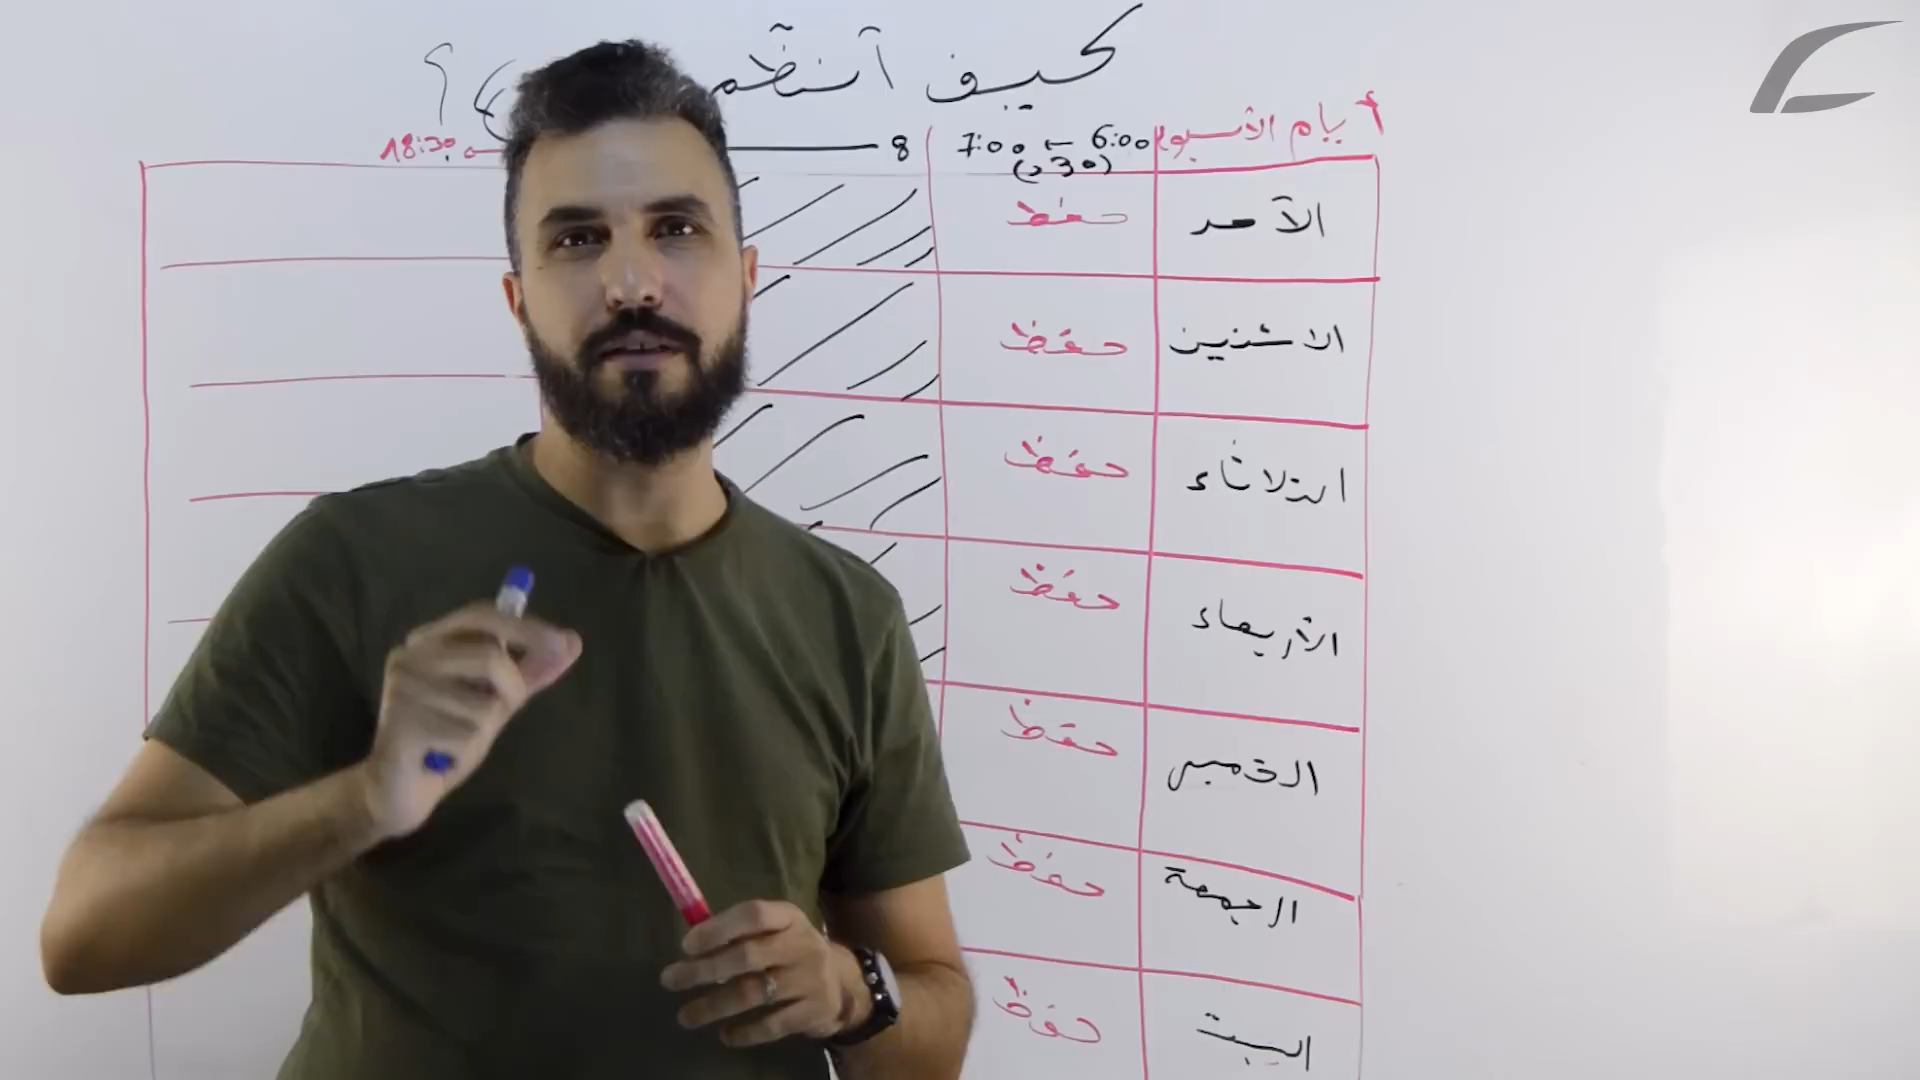 كيف أنظم ؟
أيام الأسبوع 6:00 ← 7:00 8 18:30
(30 د)
الأحد حفظ
الاثنين حفظ
الثلاثاء حفظ
الأربعاء حفظ
الخميس حفظ
الجمعة حفظ
السبت حفظ